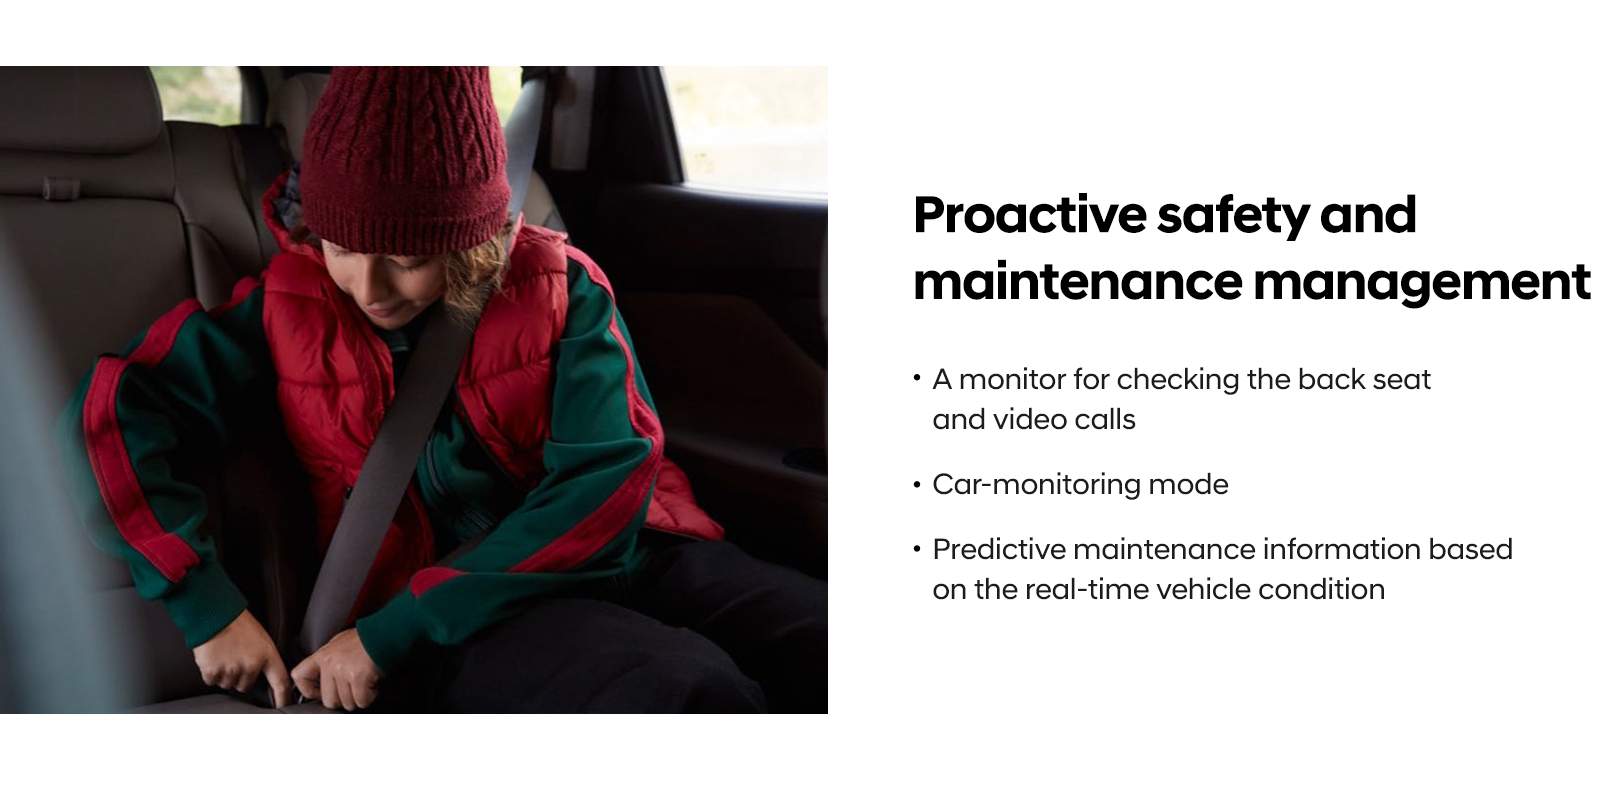 Proactive safety and
maintenance management
• A monitor for checking the back seat
and video calls
• Car-monitoring mode
• Predictive maintenance information based
on the real-time vehicle condition